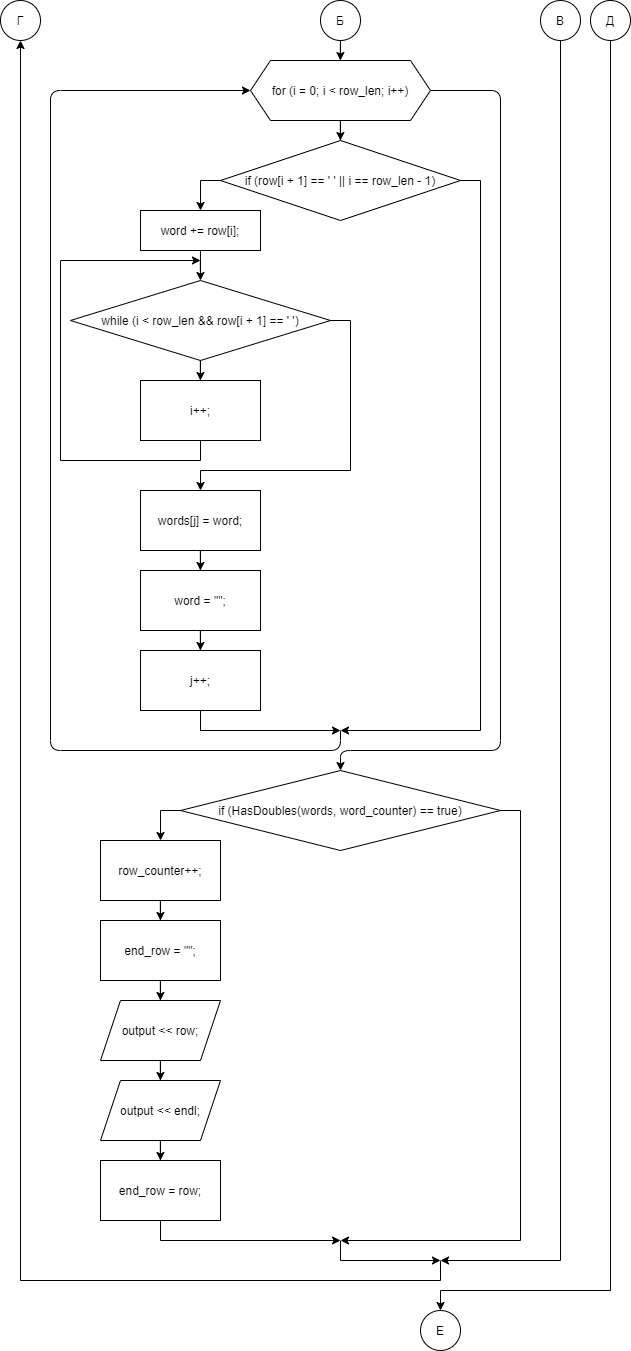 Г
Б
В
Д
for (i = 0; i < row_len; i++)
if (row[i + 1] == ' ' || i == row_len - 1)
word += row[i];
while (i < row_len && row[i + 1] == ' ')
i++;
words[j] = word;
word = "";
j++;
if (HasDoubles(words, word_counter) == true)
row_counter++;
end_row = "";
output << row;
output << endl;
end_row = row;
Е